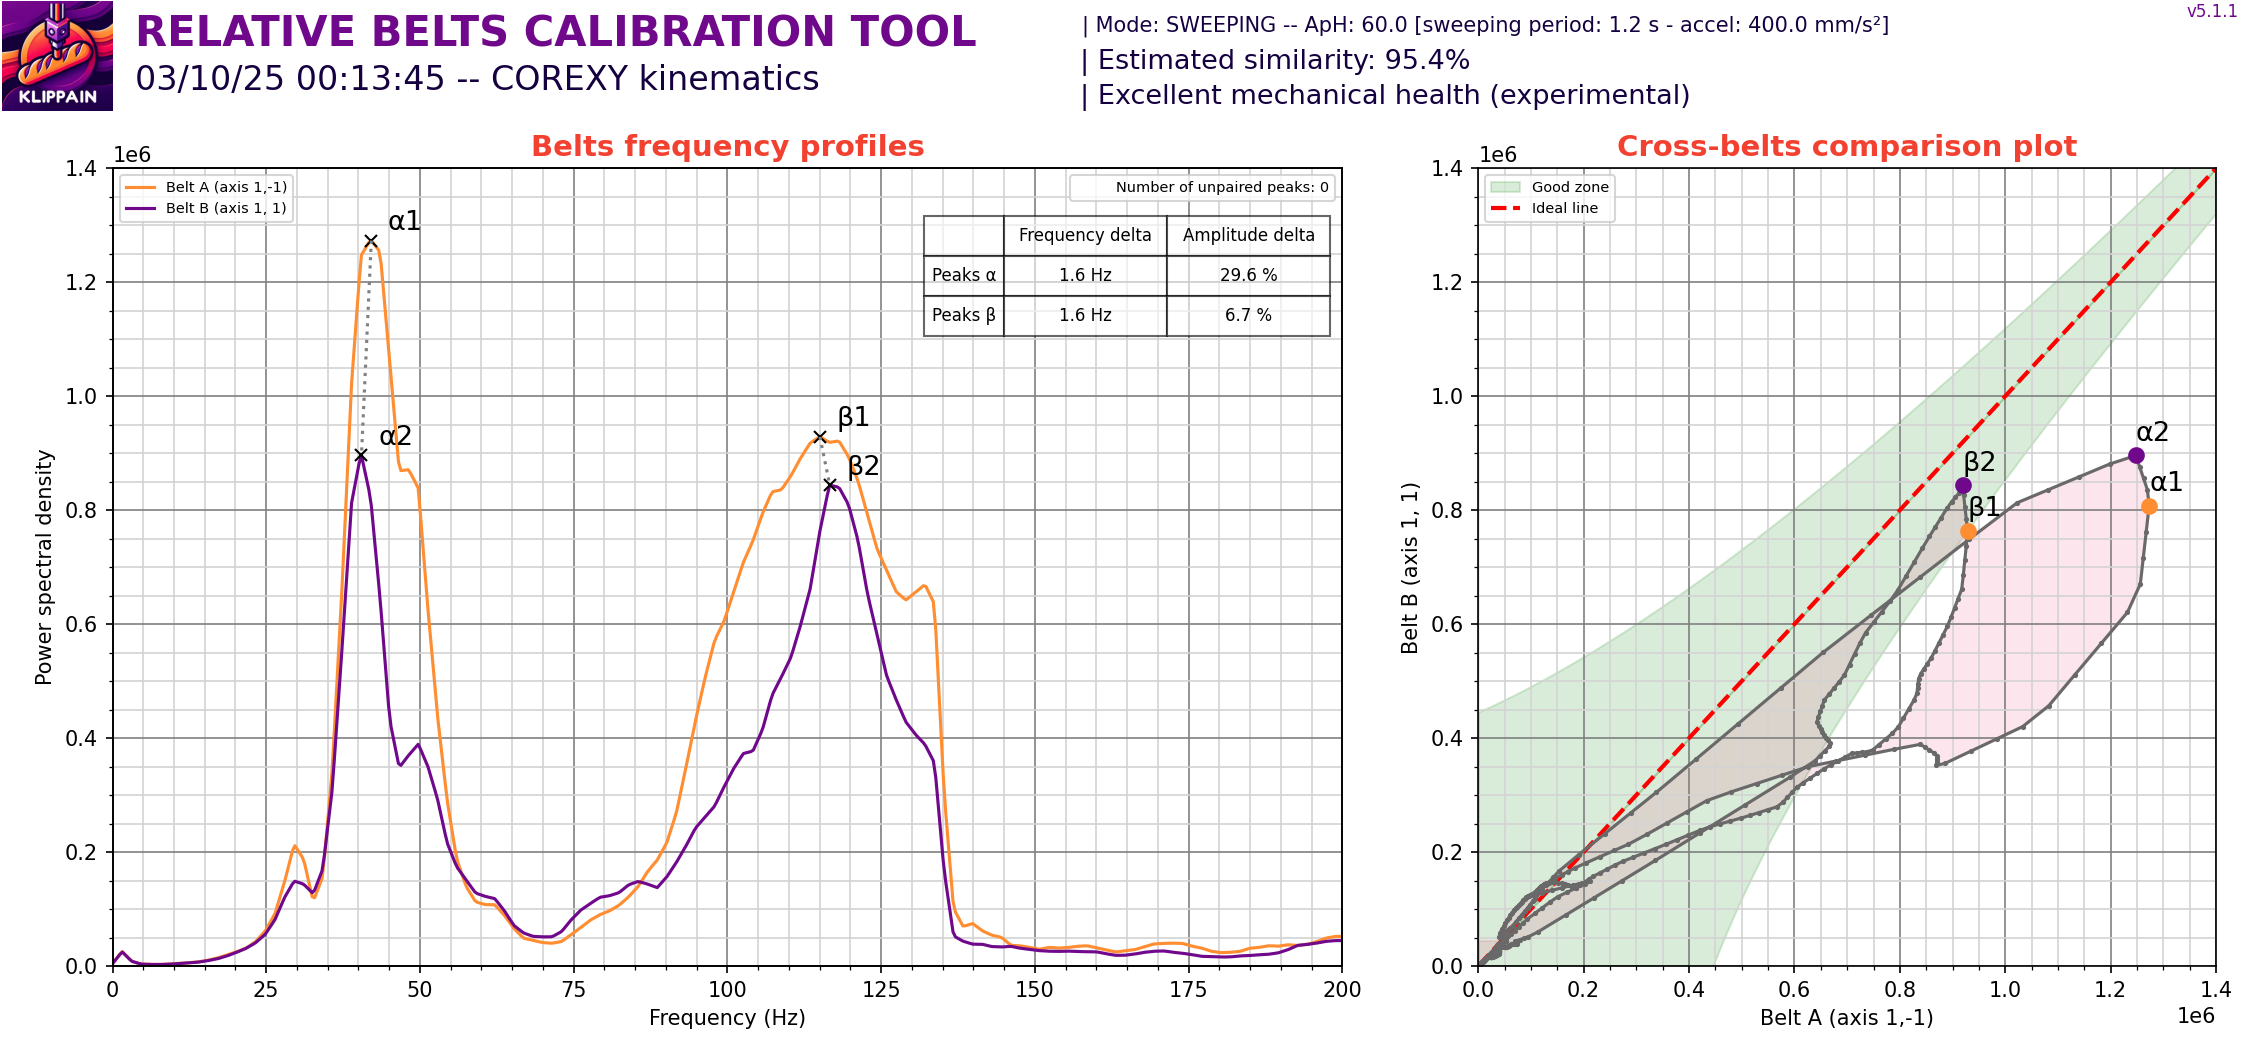 KLIPPAIN
RELATIVE BELTS CALIBRATION TOOL
03/10/25 00:13:45 -- COREXY kinematics
| Mode: SWEEPING -- ApH: 60.0 [sweeping period: 1.2 s - accel: 400.0 mm/s²]
| Estimated similarity: 95.4%
| Excellent mechanical health (experimental)
v5.1.1
Belts frequency profiles
1e6
Belt A (axis 1,-1)
Belt B (axis 1, 1)
Number of unpaired peaks: 0
Frequency delta Amplitude delta
Peaks α 1.6 Hz 29.6 %
Peaks β 1.6 Hz 6.7 %
α1
α2
β1
β2
1.4
1.2
1.0
0.8
0.6
0.4
0.2
0.0
Power spectral density
0 25 50 75 100 125 150 175 200
Frequency (Hz)
Cross-belts comparison plot
1e6
Good zone
Ideal line
α2
β2
α1
β1
1.4
1.2
1.0
0.8
0.6
0.4
0.2
0.0
Belt B (axis 1, 1)
0.0 0.2 0.4 0.6 0.8 1.0 1.2 1.4
Belt A (axis 1,-1)
1e6